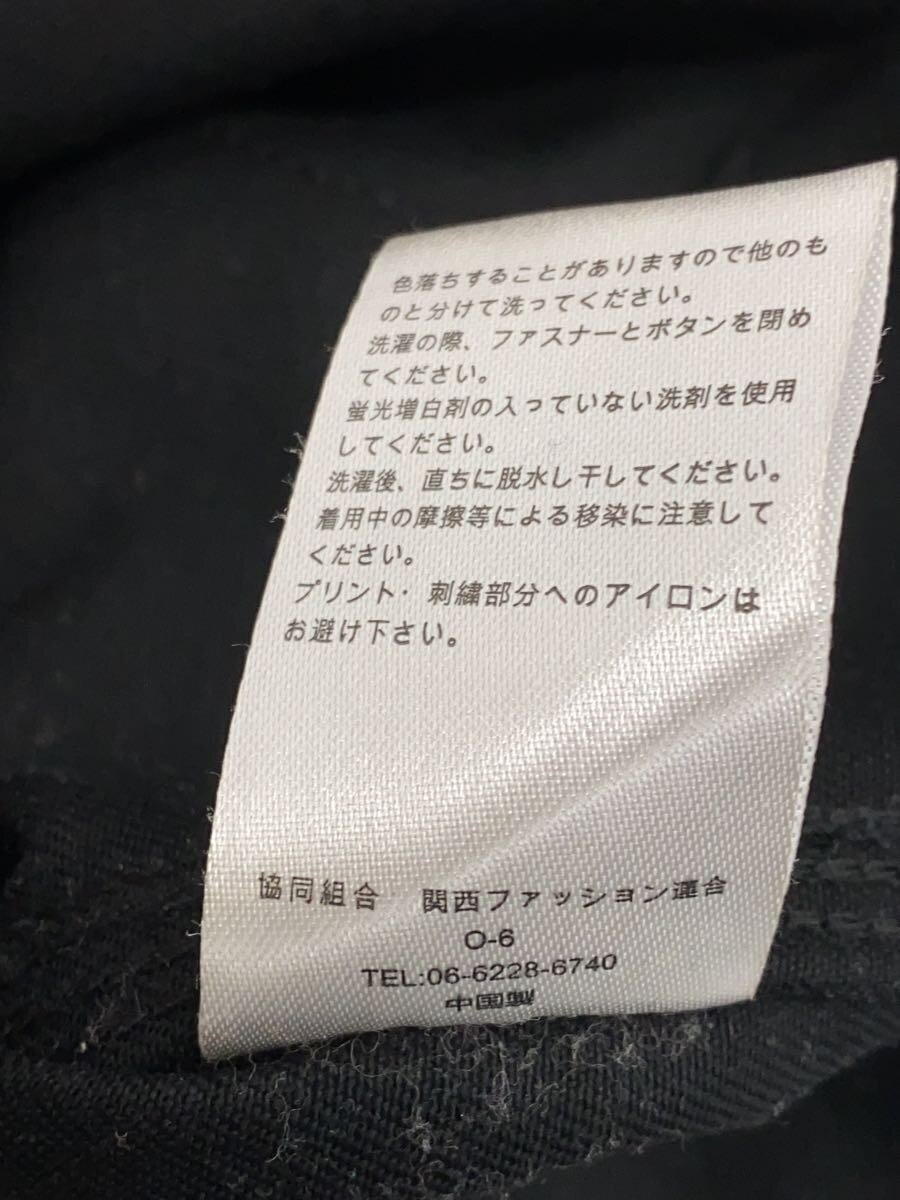 色落ちすることがありますので他のも
のと分けて洗ってください。
洗濯の際、ファスナーとボタンを閉め
てください。
蛍光増白剤の入っていない洗剤を使用
してください。
洗濯後、直ちに脱水し干してください。
着用中の摩擦等による移染に注意して
ください。
プリント・刺繍部分へのアイロンは
お避け下さい。
協同組合 関西ファッション連合
O-6
TEL:06-6228-6740
中国製